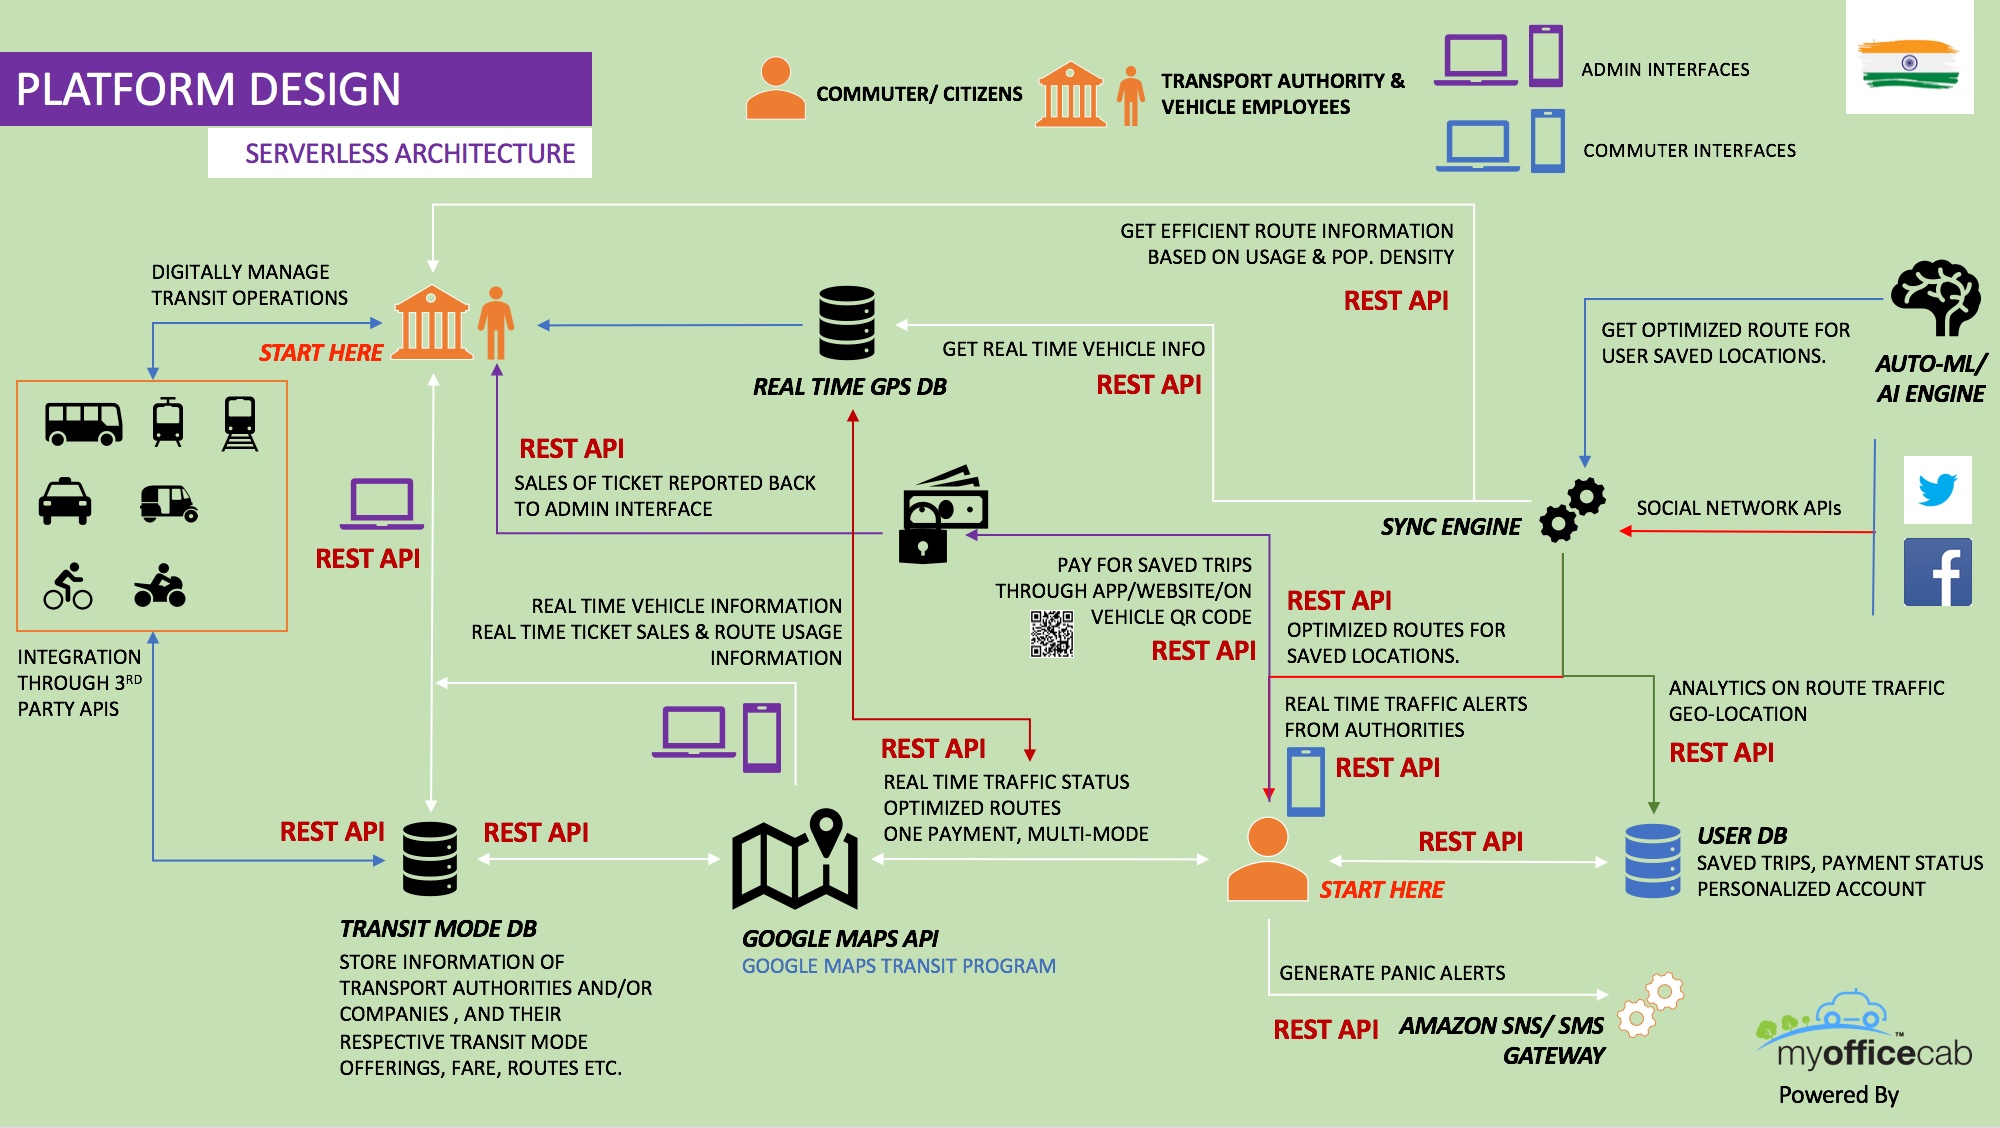 PLATFORM DESIGN
SERVERLESS ARCHITECTURE
COMMUTER/ CITIZENS
TRANSPORT AUTHORITY &
VEHICLE EMPLOYEES
ADMIN INTERFACES
COMMUTER INTERFACES
GET EFFICIENT ROUTE INFORMATION
BASED ON USAGE & POP. DENSITY
REST API
DIGITALLY MANAGE
TRANSIT OPERATIONS
START HERE
REAL TIME GPS DB
GET REAL TIME VEHICLE INFO
REST API
GET OPTIMIZED ROUTE FOR
USER SAVED LOCATIONS.
AUTO-ML/
AI ENGINE
REST API
SALES OF TICKET REPORTED BACK
TO ADMIN INTERFACE
REST API
SYNC ENGINE
SOCIAL NETWORK APIs
PAY FOR SAVED TRIPS
THROUGH APP/WEBSITE/ON
VEHICLE QR CODE
REST API
REST API
OPTIMIZED ROUTES FOR
SAVED LOCATIONS.
REAL TIME VEHICLE INFORMATION
REAL TIME TICKET SALES & ROUTE USAGE
INFORMATION
INTEGRATION
THROUGH 3RD
PARTY APIS
REAL TIME TRAFFIC ALERTS
FROM AUTHORITIES
REST API
ANALYTICS ON ROUTE TRAFFIC
GEO-LOCATION
REST API
REST API
REAL TIME TRAFFIC STATUS
OPTIMIZED ROUTES
ONE PAYMENT, MULTI-MODE
REST API
REST API
REST API
START HERE
USER DB
SAVED TRIPS, PAYMENT STATUS
PERSONALIZED ACCOUNT
TRANSIT MODE DB
STORE INFORMATION OF
TRANSPORT AUTHORITIES AND/OR
COMPANIES , AND THEIR
RESPECTIVE TRANSIT MODE
OFFERINGS, FARE, ROUTES ETC.
GOOGLE MAPS API
GOOGLE MAPS TRANSIT PROGRAM
GENERATE PANIC ALERTS
REST API
AMAZON SNS/ SMS
GATEWAY
myofficecab™
Powered By